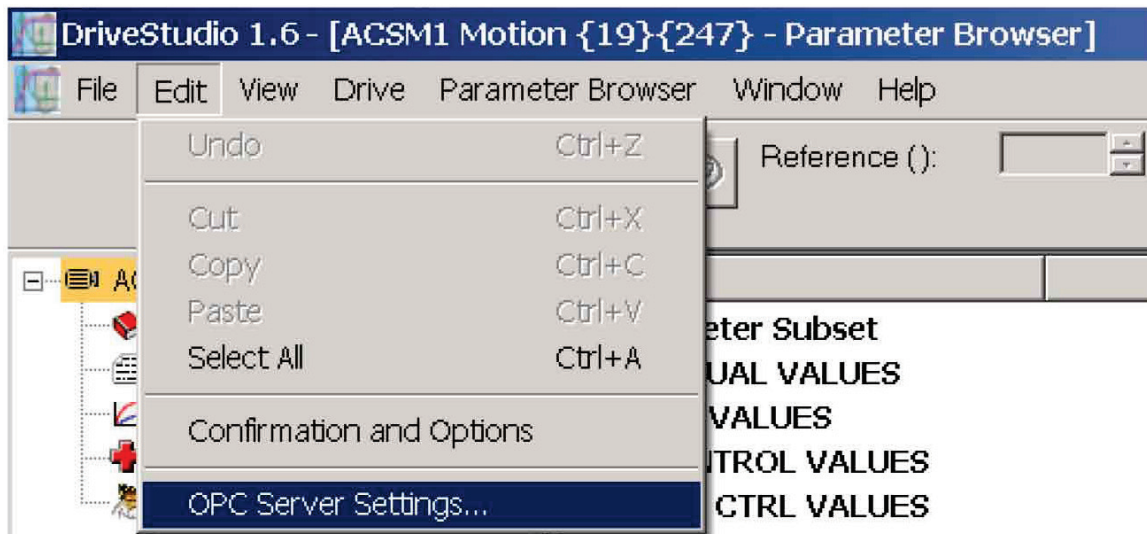 DriveStudio 1.6 - [ACSM1 Motion {19}{247} - Parameter Browser]
File Edit View Drive Parameter Browser Window Help
Undo Ctrl+Z
Reference ():
Cut Ctrl+X
Copy Ctrl+C
Paste Ctrl+V
eter Subset
Select All Ctrl+A
UAL VALUES
VALUES
Confirmation and Options
TROL VALUES
OPC Server Settings...
CTRL VALUES